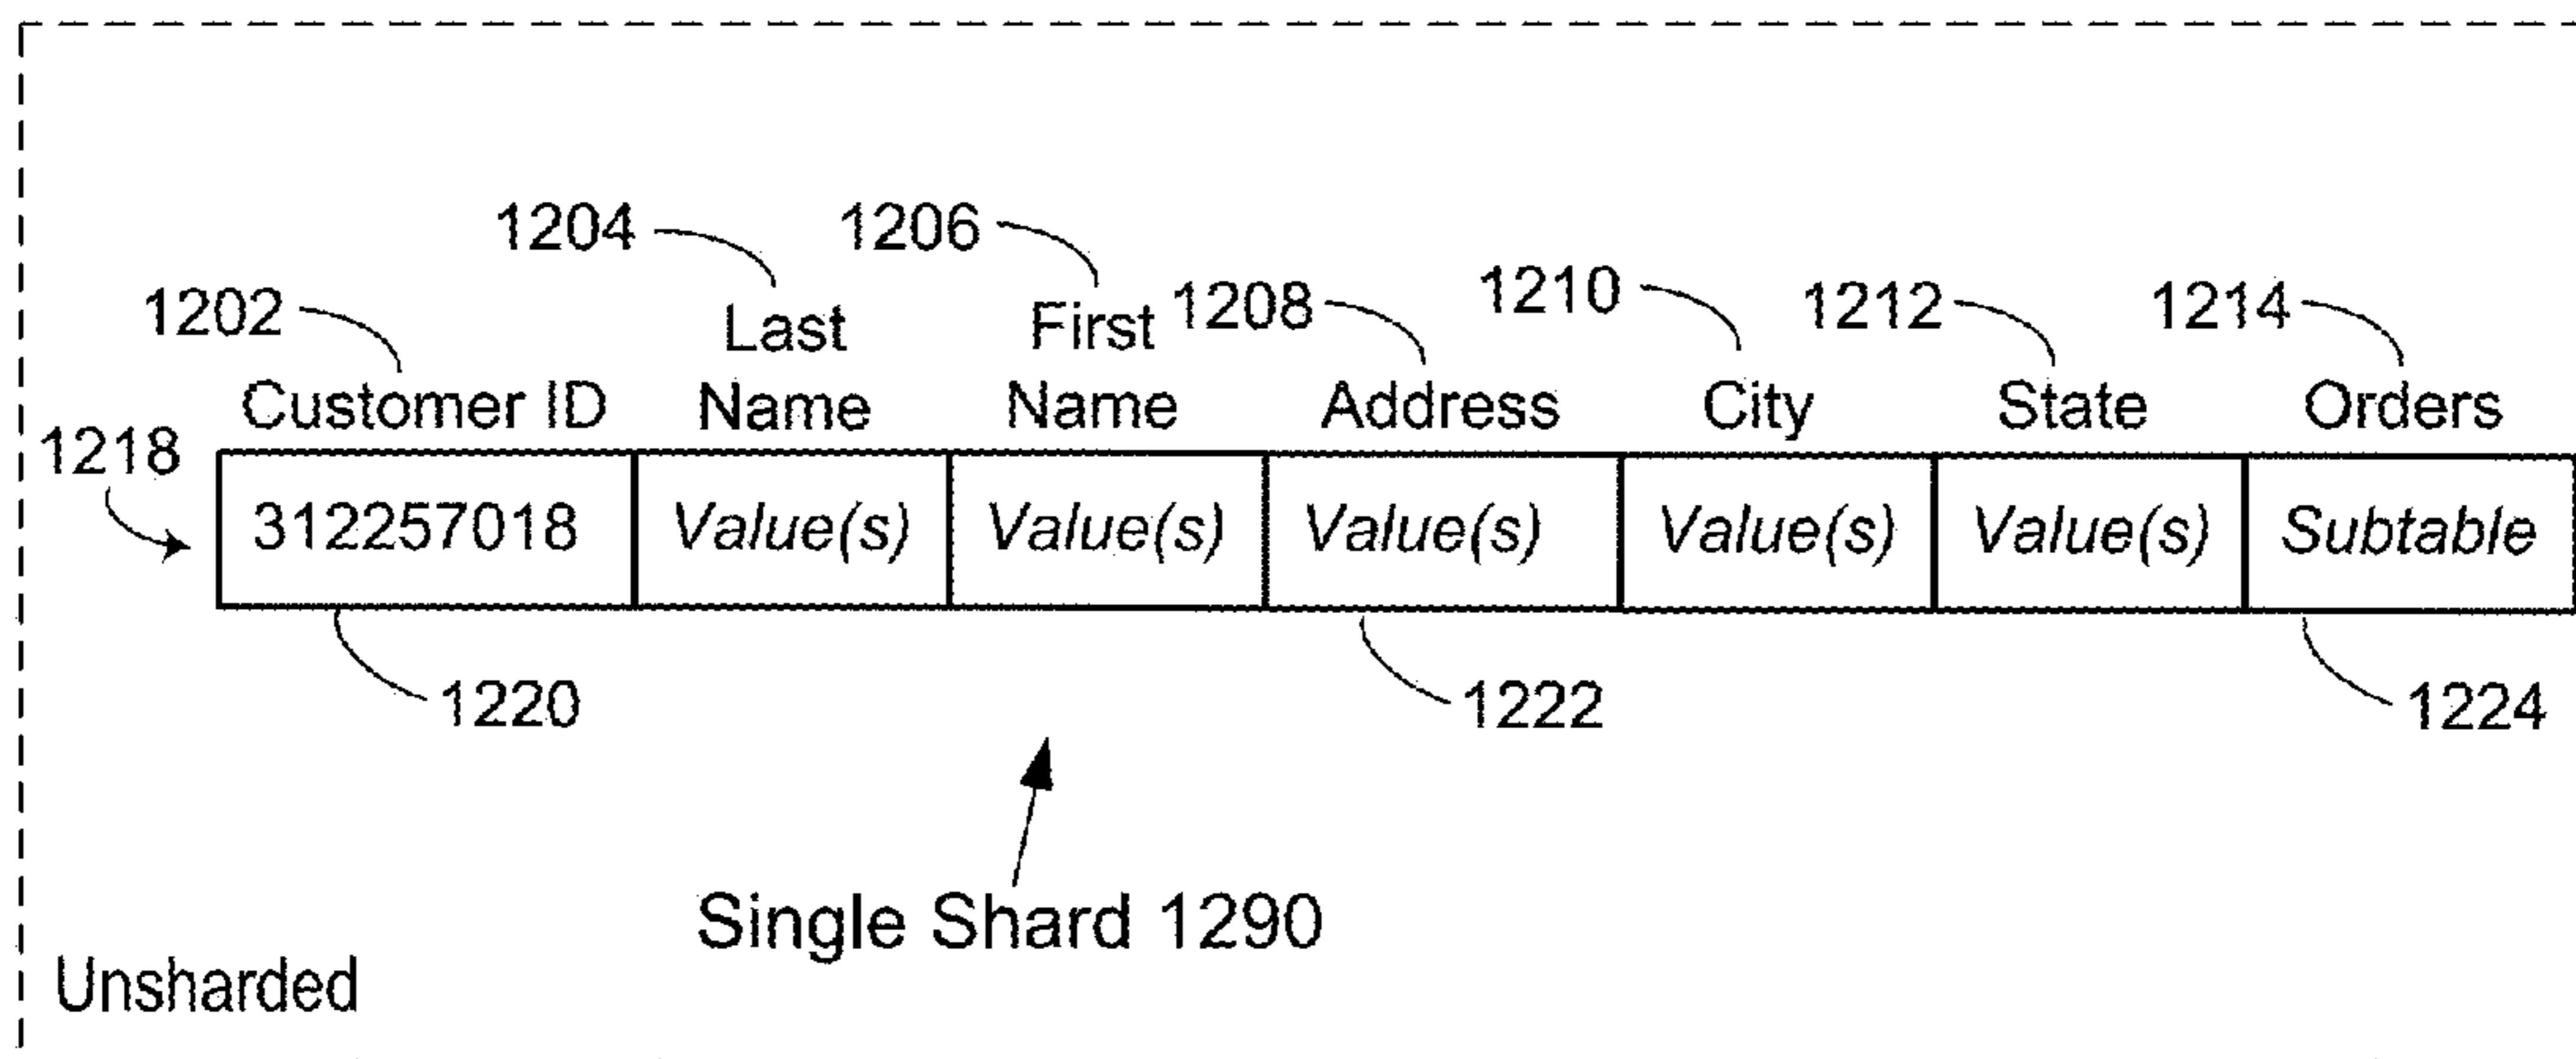 1204 1206
1202 Last First 1208 1210 1212 1214
Customer ID Name Name Address City State Orders
1218
312257018 Value(s) Value(s) Value(s) Value(s) Value(s) Subtable
1220 1222 1224
Single Shard 1290
Unsharded